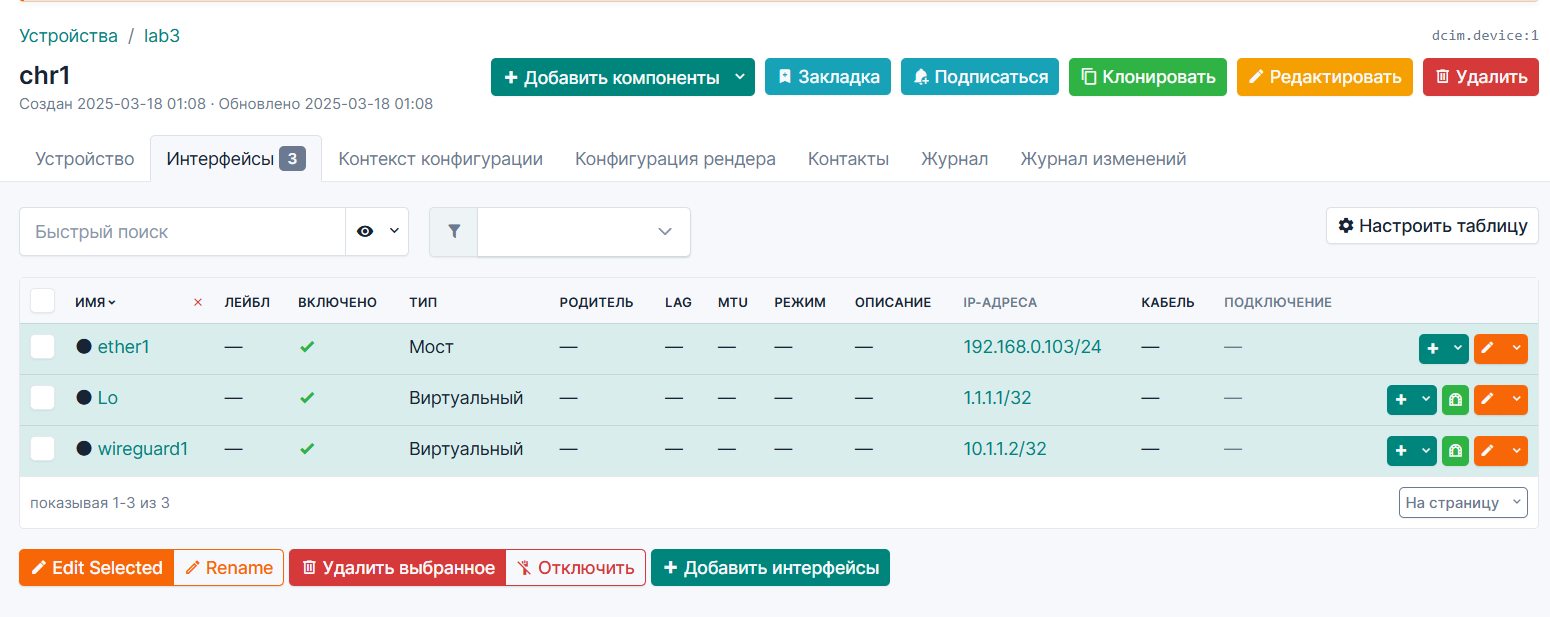 Устройства / lab3
dcim.device:1
chr1
Добавить компоненты Закладка Подписаться Клонировать Редактировать Удалить
Создан 2025-03-18 01:08 · Обновлено 2025-03-18 01:08
Устройство Интерфейсы 3 Контекст конфигурации Конфигурация рендера Контакты Журнал Журнал изменений
Быстрый поиск
Настроить таблицу
ИМЯ ЛЕЙБЛ ВКЛЮЧЕНО ТИП РОДИТЕЛЬ LAG MTU РЕЖИМ ОПИСАНИЕ IP-АДРЕСА КАБЕЛЬ ПОДКЛЮЧЕНИЕ
ether1 — Мост — — — — — 192.168.0.103/24 — —
Lo — Виртуальный — — — — — 1.1.1.1/32 — —
wireguard1 — Виртуальный — — — — — 10.1.1.2/32 — —
показывая 1-3 из 3
На страницу
Edit Selected Rename Удалить выбранное Отключить Добавить интерфейсы